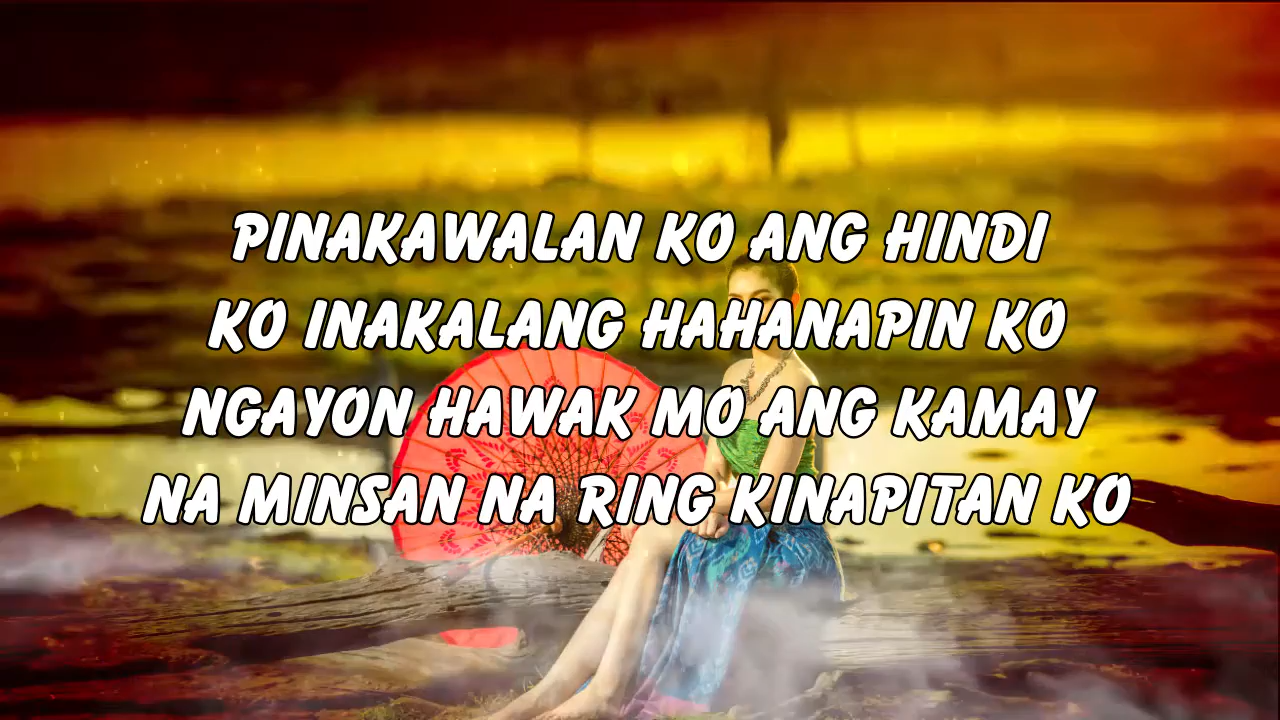 PINAKAWALAN KO ANG HINDI
KO INAKALANG HAHANAPIN KO
NGAYON HAWAK MO ANG KAMAY
NA MINSAN NA RING KINAPITAN KO